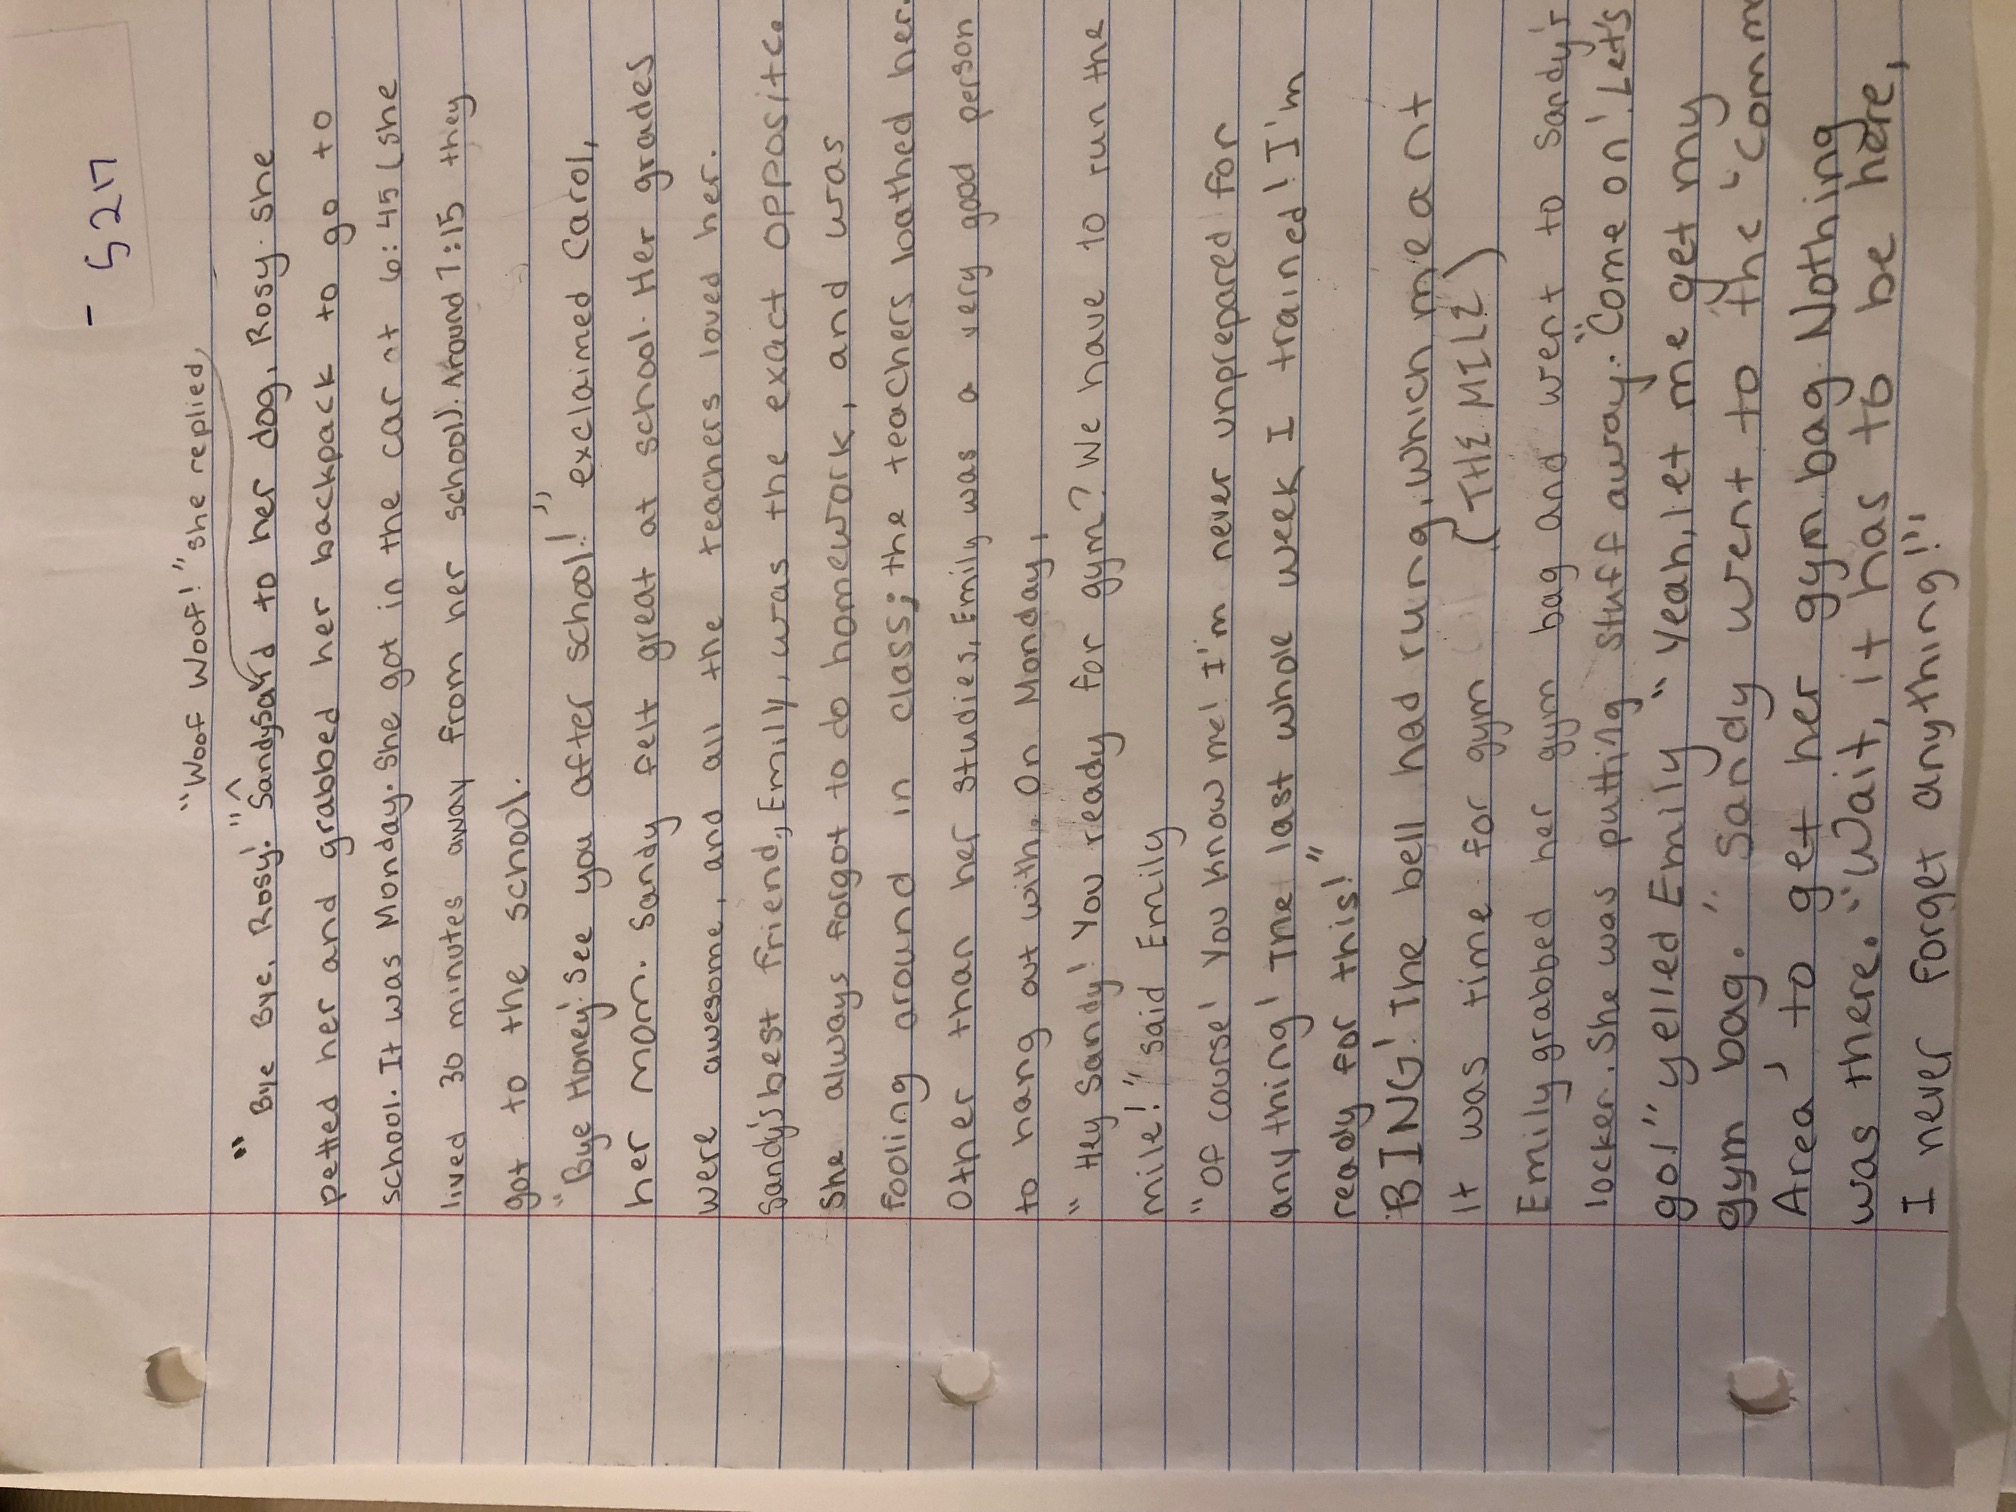 - 5217
"Woof Woof!" she replied,
" Bye Bye, Rosy!" ^ Sandy said to her dog, Rosy. She
petted her and grabbed her backpack to go to
school. It was Monday. She got in the car at 6:45 (she
lived 30 minutes away from her school). Around 7:15 they
got to the school.
"Bye Honey! See you after school!" exclaimed Carol,
her mom. Sandy felt great at school. Her grades
were awesome, and all the teachers loved her.
Sandy's best friend, Emily, was the exact opposite.
She always forgot to do homework, and was
fooling around in class; the teachers loathed her.
Other than her studies, Emily was a very good person
to hang out with. On Monday,
"Hey Sandy! You ready for gym? We have to run the
mile!" said Emily
"Of course! You know me! I'm never unprepared for
anything! The last whole week I trained! I'm
ready for this!"
BING! The bell had rung, which meant
It was time for gym (THE MILE)
Emily grabbed her gym bag and went to Sandy's
locker. She was putting stuff away. "Come on! Let's
go!" yelled Emily "Yeah, let me get my
gym bag." Sandy went to the 'Comm
Area' to get her gym bag. Nothing
was there. "Wait, it has to be here,
I never forget anything!"